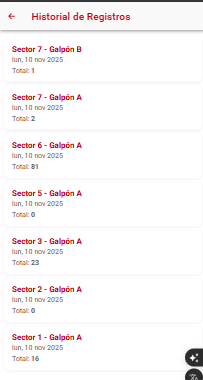 Historial de Registros
Sector 7 - Galpón B
lun, 10 nov 2025
Total: 1
Sector 7 - Galpón A
lun, 10 nov 2025
Total: 2
Sector 6 - Galpón A
lun, 10 nov 2025
Total: 81
Sector 5 - Galpón A
lun, 10 nov 2025
Total: 0
Sector 3 - Galpón A
lun, 10 nov 2025
Total: 23
Sector 2 - Galpón A
lun, 10 nov 2025
Total: 0
Sector 1 - Galpón A
lun, 10 nov 2025
Total: 16